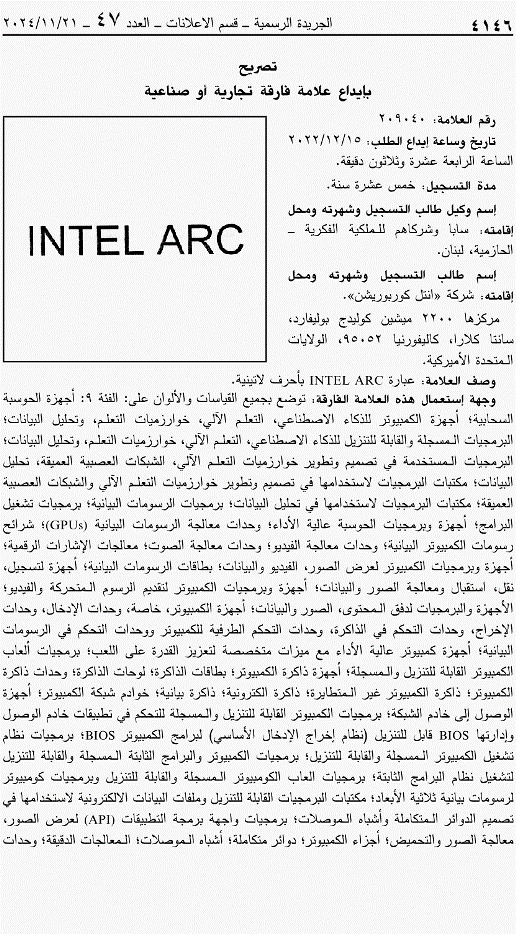 ٤١٤٦ الجريدة الرسمية ــ قسم الاعلانات ــ العدد ٤٧ ــ ٢٠٢٤/١١/٢١
تصريح
بإيداع علامة فارقة تجارية أو صناعية
INTEL ARC
رقم العلامة: ٢٠٩٠٤٠
تاريخ وساعة إيداع الطلب: ٢٠٢٢/١٢/١٥
الساعة الرابعة عشرة وثلاثون دقيقة.
مدة التسجيل: خمس عشرة سنة.
إسم وكيل طالب التسجيل وشهرته ومحل
إقامته: سابا وشركاهم للملكية الفكرية ــ
الحازمية، لبنان.
إسم طالب التسجيل وشهرته ومحل
إقامته: شركة «انتل كوربوريشن».
مركزها ٢٢٠٠ ميشين كوليدج بوليفارد،
سانتا كلارا، كاليفورنيا ٩٥٠٥٢، الولايات
المتحدة الأميركية.
وصف العلامة: عبارة INTEL ARC بأحرف لاتينية.
وجهة إستعمال هذه العلامة الفارقة: توضع بجميع القياسات والألوان على: الفئة ٩: أجهزة الحوسبة
السحابية؛ أجهزة الكمبيوتر للذكاء الاصطناعي، التعلم الآلي، خوارزميات التعلم، وتحليل البيانات؛
البرمجيات المسجلة والقابلة للتنزيل للذكاء الاصطناعي، التعلم الآلي، خوارزميات التعلم، وتحليل البيانات؛
البرمجيات المستخدمة في تصميم وتطوير خوارزميات التعلم الآلي، الشبكات العصبية العميقة، تحليل
البيانات؛ مكتبات البرمجيات لاستخدامها في تصميم وتطوير خوارزميات التعلم الآلي والشبكات العصبية
العميقة؛ مكتبات البرمجيات لاستخدامها في تحليل البيانات؛ برمجيات الرسومات البيانية؛ برمجيات تشغيل
البرامج؛ أجهزة وبرمجيات الحوسبة عالية الأداء؛ وحدات معالجة الرسومات البيانية (GPUs)؛ شرائح
رسومات الكمبيوتر البيانية؛ وحدات معالجة الفيديو؛ وحدات معالجة الصوت؛ معالجات الإشارات الرقمية؛
أجهزة وبرمجيات الكمبيوتر لعرض الصور، الفيديو والبيانات؛ بطاقات الرسومات البيانية؛ أجهزة لتسجيل،
نقل، استقبال ومعالجة الصور والبيانات؛ أجهزة وبرمجيات الكمبيوتر لتقديم الرسوم المتحركة والفيديو؛
الأجهزة والبرمجيات لدفق المحتوى، الصور والبيانات؛ أجهزة الكمبيوتر، خاصة، وحدات الإدخال، وحدات
الإخراج، وحدات التحكم في الذاكرة، وحدات التحكم الطرفية للكمبيوتر ووحدات التحكم في الرسومات
البيانية؛ أجهزة كمبيوتر عالية الأداء مع ميزات متخصصة لتعزيز القدرة على اللعب؛ برمجيات ألعاب
الكمبيوتر القابلة للتنزيل والمسجلة؛ أجهزة ذاكرة الكمبيوتر؛ بطاقات الذاكرة؛ لوحات الذاكرة؛ وحدات ذاكرة
الكمبيوتر؛ ذاكرة الكمبيوتر غير المتطايرة؛ ذاكرة الكترونية؛ ذاكرة بيانية؛ خوادم شبكة الكمبيوتر؛ أجهزة
الوصول إلى خادم الشبكة؛ برمجيات الكمبيوتر القابلة للتنزيل والمسجلة للتحكم في تطبيقات خادم الوصول
وإدارتها BIOS قابل للتنزيل (نظام إخراج الإدخال الأساسي) لبرامج الكمبيوتر BIOS؛ برمجيات نظام
تشغيل الكمبيوتر المسجلة والقابلة للتنزيل؛ برمجيات الكمبيوتر والبرامج الثابتة المسجلة والقابلة للتنزيل
لتشغيل نظام البرامج الثابتة؛ برمجيات العاب الكومبيوتر المسجلة والقابلة للتنزيل وبرمجيات كومبيوتر
لرسومات بيانية ثلاثية الأبعاد؛ مكتبات البرمجيات القابلة للتنزيل وملفات البيانات الالكترونية لاستخدامها في
تصميم الدوائر المتكاملة وأشباه الموصلات؛ برمجيات واجهة برمجة التطبيقات (API) لعرض الصور،
معالجة الصور والتحميض؛ أجزاء الكمبيوتر؛ دوائر متكاملة؛ أشباه الموصلات؛ المعالجات الدقيقة؛ وحدات